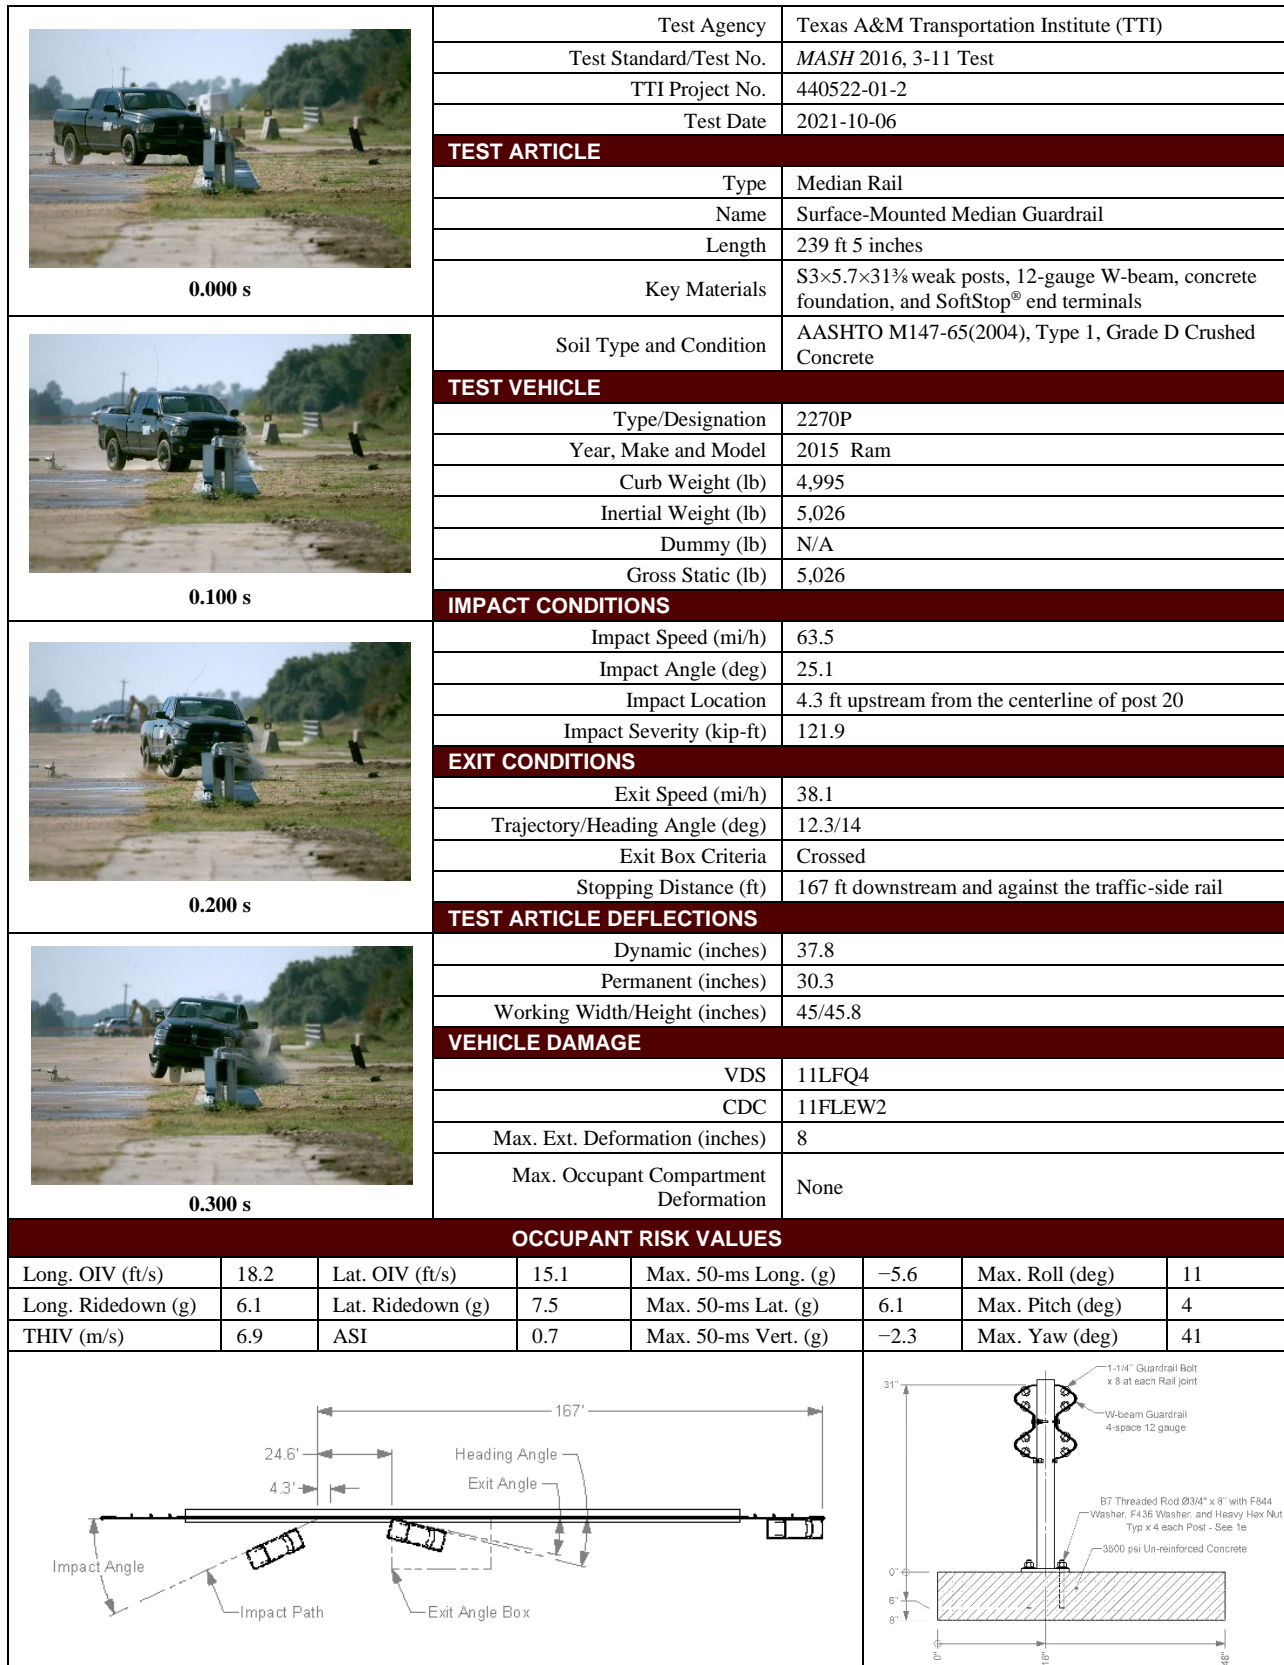 Test Agency Texas A&M Transportation Institute (TTI)
Test Standard/Test No. MASH 2016, 3-11 Test
TTI Project No. 440522-01-2
Test Date 2021-10-06
0.000 s
TEST ARTICLE
Type Median Rail
Name Surface-Mounted Median Guardrail
Length 239 ft 5 inches
Key Materials S3×5.7×31⅜ weak posts, 12-gauge W-beam, concrete
foundation, and SoftStop® end terminals
Soil Type and Condition AASHTO M147-65(2004), Type 1, Grade D Crushed
Concrete
0.100 s
TEST VEHICLE
Type/Designation 2270P
Year, Make and Model 2015 Ram
Curb Weight (lb) 4,995
Inertial Weight (lb) 5,026
Dummy (lb) N/A
Gross Static (lb) 5,026
IMPACT CONDITIONS
Impact Speed (mi/h) 63.5
Impact Angle (deg) 25.1
Impact Location 4.3 ft upstream from the centerline of post 20
Impact Severity (kip-ft) 121.9
0.200 s
EXIT CONDITIONS
Exit Speed (mi/h) 38.1
Trajectory/Heading Angle (deg) 12.3/14
Exit Box Criteria Crossed
Stopping Distance (ft) 167 ft downstream and against the traffic-side rail
TEST ARTICLE DEFLECTIONS
Dynamic (inches) 37.8
Permanent (inches) 30.3
Working Width/Height (inches) 45/45.8
0.300 s
VEHICLE DAMAGE
VDS 11LFQ4
CDC 11FLEW2
Max. Ext. Deformation (inches) 8
Max. Occupant Compartment
Deformation None
OCCUPANT RISK VALUES
Long. OIV (ft/s) 18.2 Lat. OIV (ft/s) 15.1 Max. 50-ms Long. (g) −5.6 Max. Roll (deg) 11
Long. Ridedown (g) 6.1 Lat. Ridedown (g) 7.5 Max. 50-ms Lat. (g) 6.1 Max. Pitch (deg) 4
THIV (m/s) 6.9 ASI 0.7 Max. 50-ms Vert. (g) −2.3 Max. Yaw (deg) 41
167'
24.6'
Heading Angle
4.3'
Exit Angle
Impact Angle
Impact Path
Exit Angle Box
1-1/4" Guardrail Bolt
x 8 at each Rail joint
31"
W-beam Guardrail
4-space 12 gauge
B7 Threaded Rod Ø3/4" x 8" with F844
Washer, F436 Washer, and Heavy Hex Nut
Typ x 4 each Post - See 1e
3500 psi Un-reinforced Concrete
0"
6"
8"
0"
18"
48"